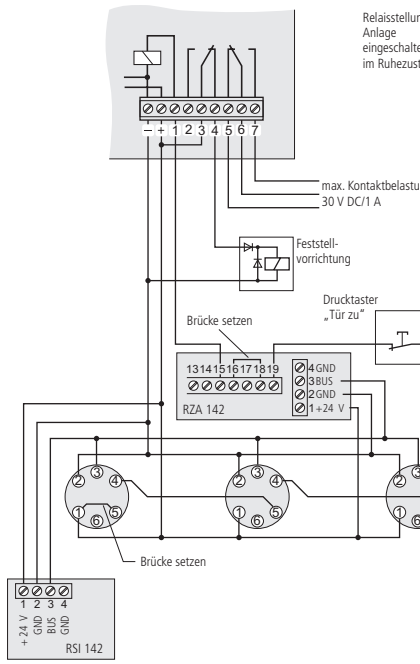 Relaisstellun
Anlage
eingeschalte
im Ruhezust
– + 1 2 3 4 5 6 7
max. Kontaktbelastu
30 V DC/1 A
Feststell-
vorrichtung
Drucktaster
„Tür zu“
Brücke setzen
13 14 15 16 17 18 19
4 GND
3 BUS
2 GND
1 +24 V
RZA 142
3 3 3
2 4 2 4 2
1 5 1 5 1
6 6 6
Brücke setzen
1 2 3 4
+24 V
GND
BUS
GND
RSI 142